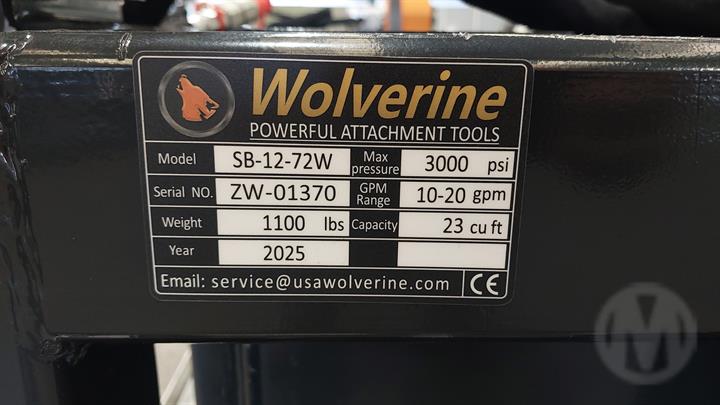 Wolverine
POWERFUL ATTACHMENT TOOLS
Model SB-12-72W Max pressure 3000 psi
Serial NO. ZW-01370 GPM Range 10-20 gpm
Weight 1100 lbs Capacity 23 cu ft
Year 2025
Email: service@usawolverine.com CE
M